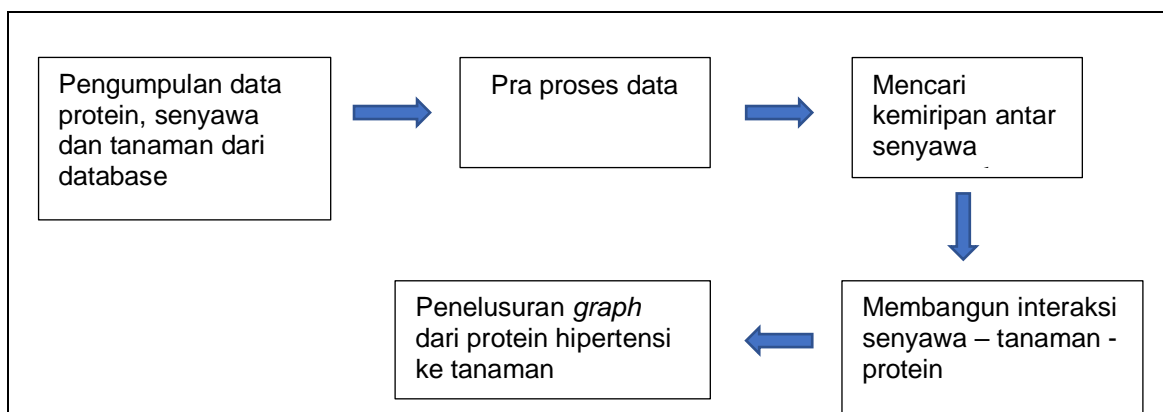 Pengumpulan data
protein, senyawa
dan tanaman dari
database
Pra proses data
Mencari
kemiripan antar
senyawa
Membangun interaksi
senyawa – tanaman -
protein
Penelusuran graph
dari protein hipertensi
ke tanaman